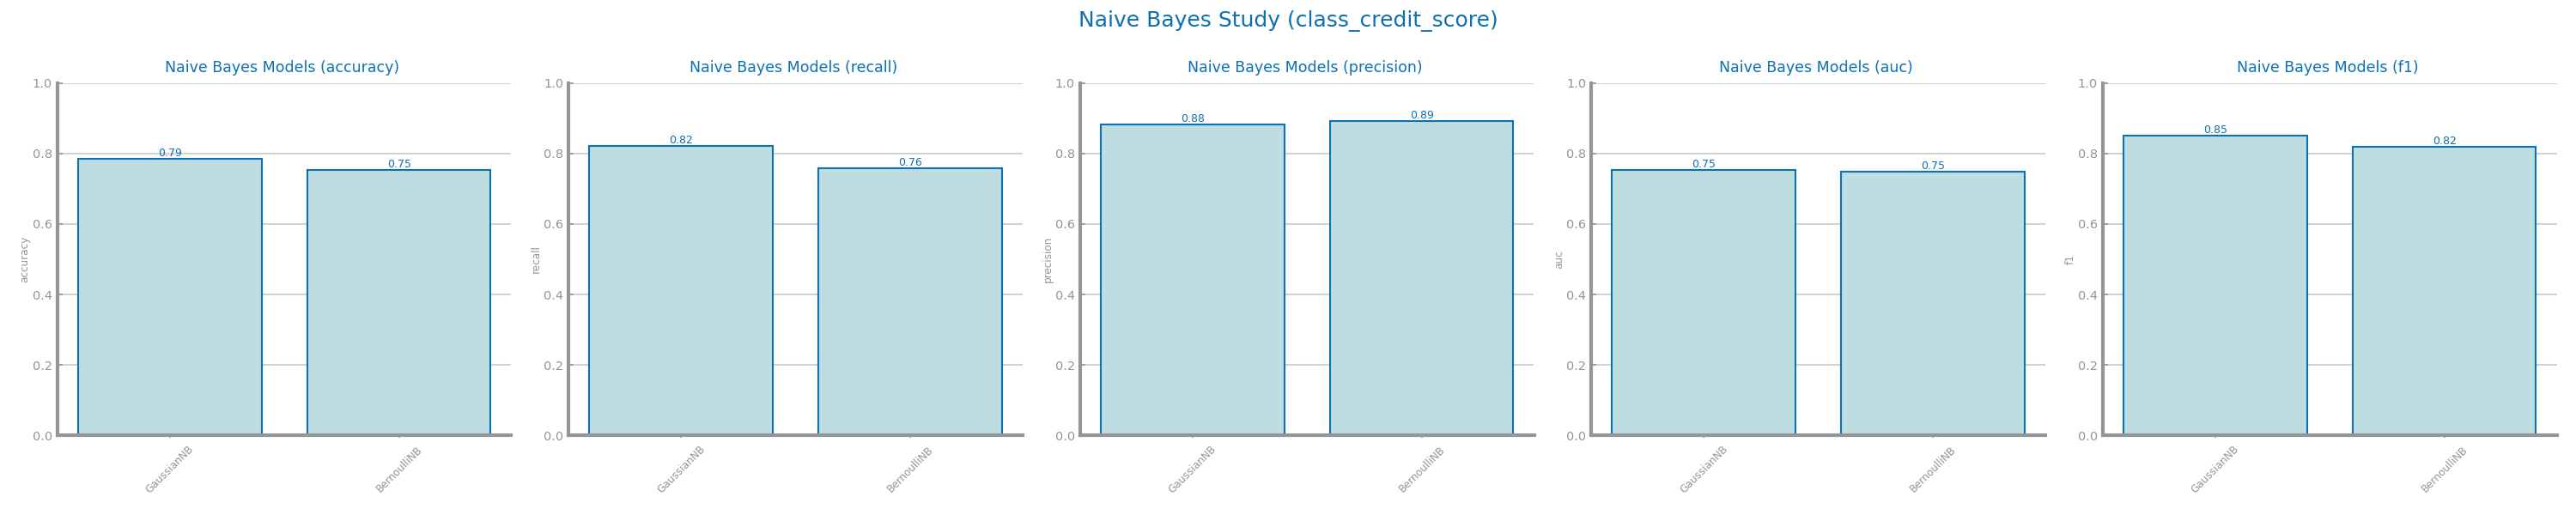 Naive Bayes Study (class_credit_score)
Naive Bayes Models (accuracy)
1.0
0.8
0.6
0.4
0.2
0.0
accuracy
0.79
0.75
GaussianNB
BernoulliNB
Naive Bayes Models (recall)
1.0
0.8
0.6
0.4
0.2
0.0
recall
0.82
0.76
GaussianNB
BernoulliNB
Naive Bayes Models (precision)
1.0
0.8
0.6
0.4
0.2
0.0
precision
0.88
0.89
GaussianNB
BernoulliNB
Naive Bayes Models (auc)
1.0
0.8
0.6
0.4
0.2
0.0
auc
0.75
0.75
GaussianNB
BernoulliNB
Naive Bayes Models (f1)
1.0
0.8
0.6
0.4
0.2
0.0
f1
0.85
0.82
GaussianNB
BernoulliNB